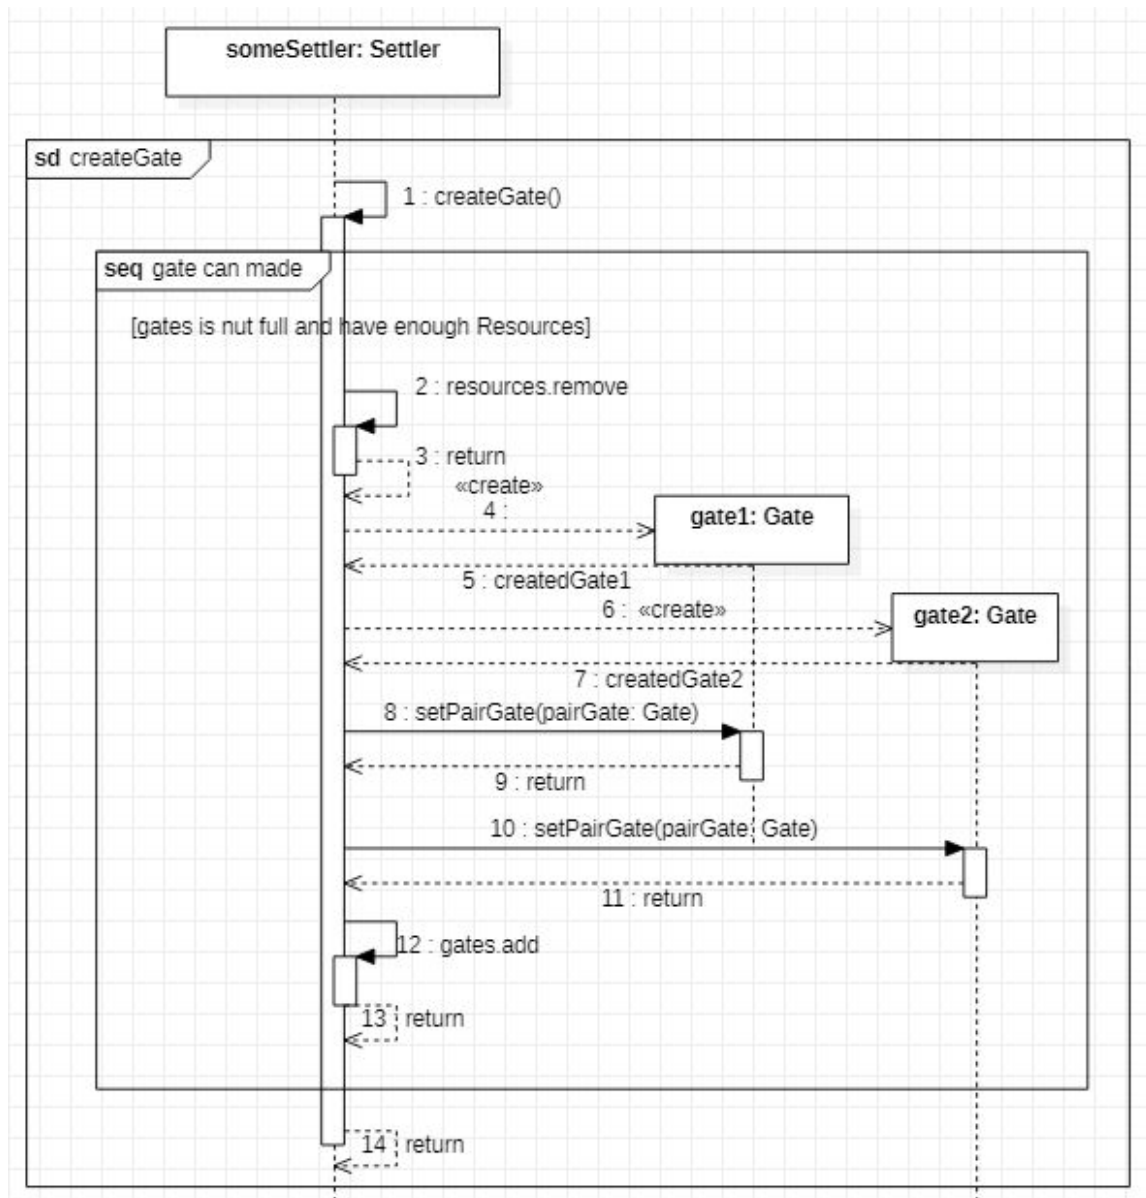 someSettler: Settler
sd createGate
1 : createGate()
seq gate can made
[gates is nut full and have enough Resources]
2 : resources.remove
3 : return
«create»
4 :
gate1: Gate
5 : createdGate1
6 : «create»
gate2: Gate
7 : createdGate2
8 : setPairGate(pairGate: Gate)
9 : return
10 : setPairGate(pairGate: Gate)
11 : return
12 : gates.add
13 : return
14 : return